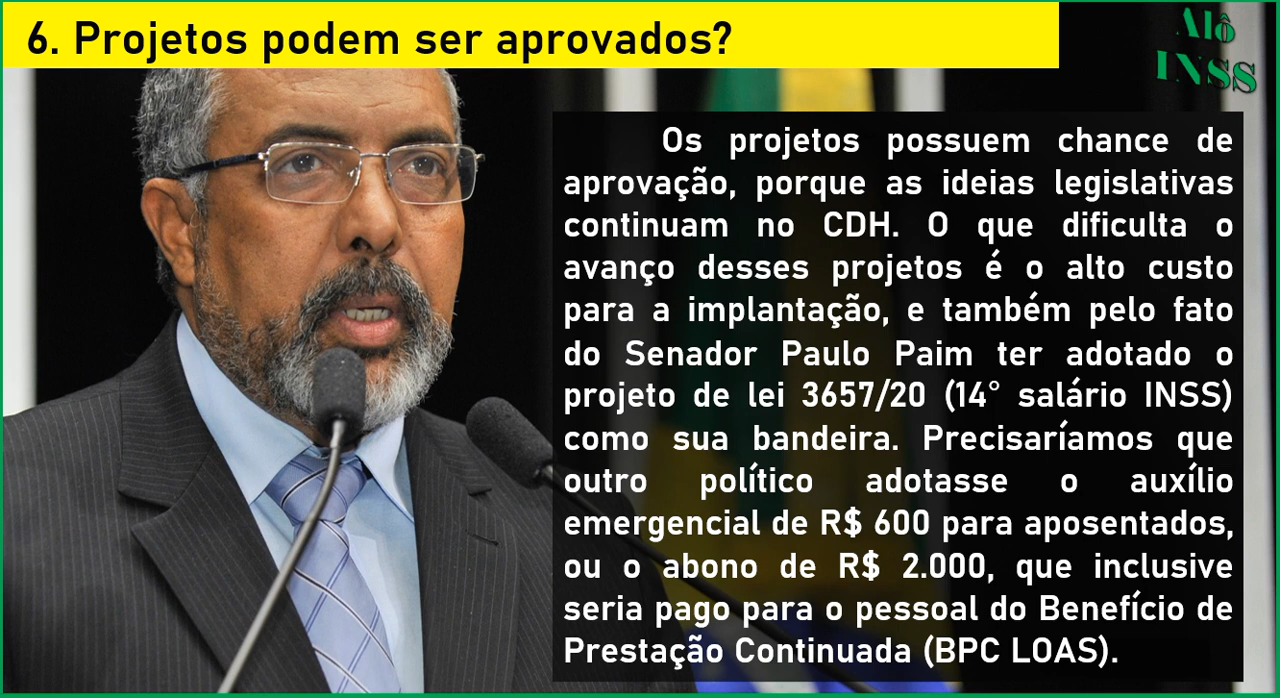 6. Projetos podem ser aprovados?
Alô
INSS
Os projetos possuem chance de
aprovação, porque as ideias legislativas
continuam no CDH. O que dificulta o
avanço desses projetos é o alto custo
para a implantação, e também pelo fato
do Senador Paulo Paim ter adotado o
projeto de lei 3657/20 (14° salário INSS)
como sua bandeira. Precisaríamos que
outro político adotasse o auxílio
emergencial de R$ 600 para aposentados,
ou o abono de R$ 2.000, que inclusive
seria pago para o pessoal do Benefício de
Prestação Continuada (BPC LOAS).